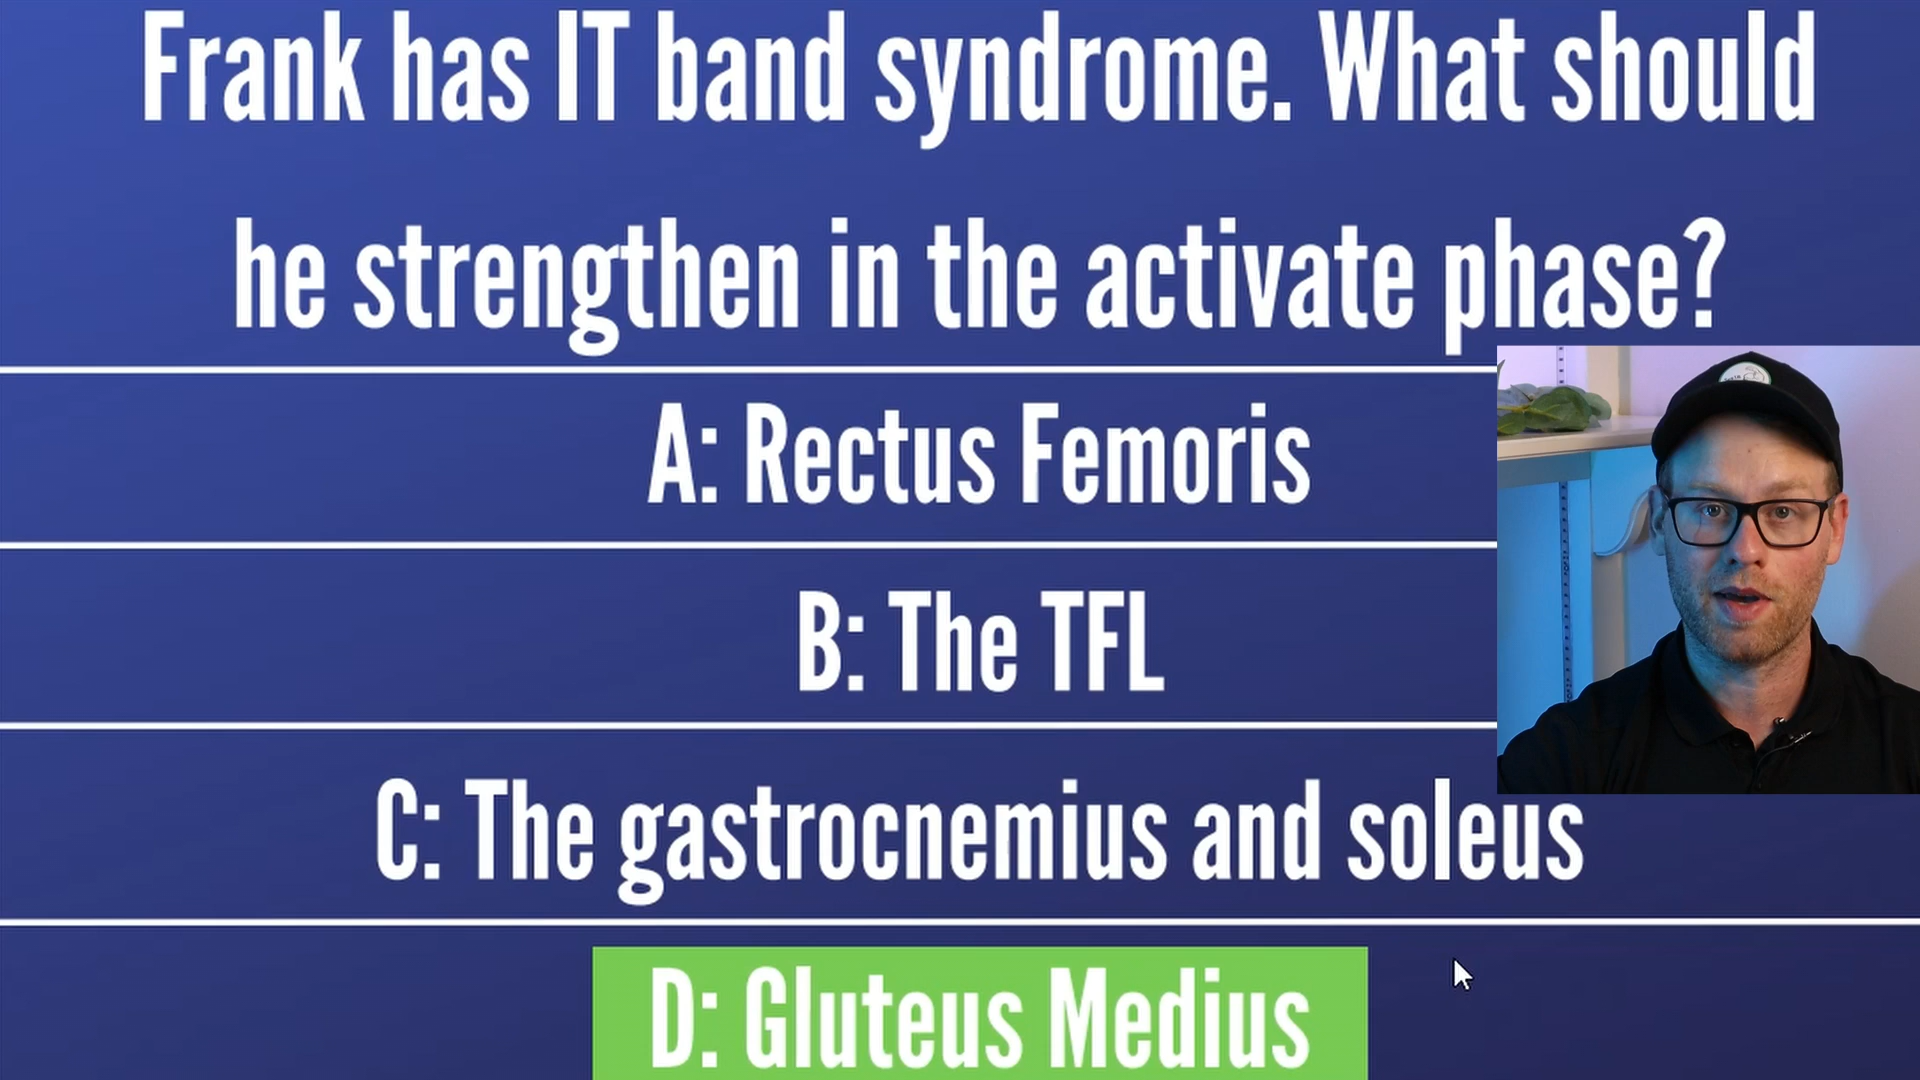 Frank has IT band syndrome. What should
he strengthen in the activate phase?
A: Rectus Femoris
B: The TFL
C: The gastrocnemius and soleus
D: Gluteus Medius